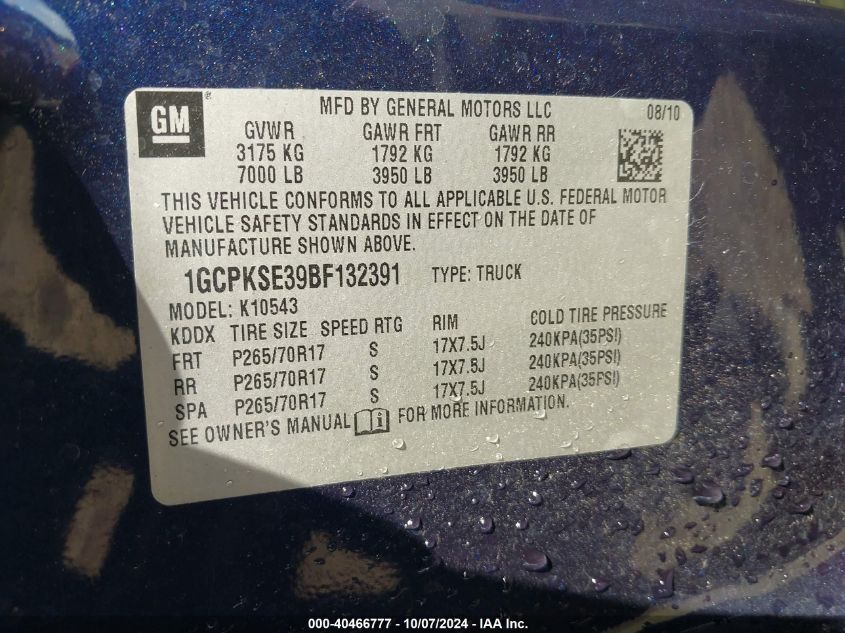 GM ®
MFD BY GENERAL MOTORS LLC 08/10
GVWR GAWR FRT GAWR RR
3175 KG 1792 KG 1792 KG
7000 LB 3950 LB 3950 LB
THIS VEHICLE CONFORMS TO ALL APPLICABLE U.S. FEDERAL MOTOR
VEHICLE SAFETY STANDARDS IN EFFECT ON THE DATE OF
MANUFACTURE SHOWN ABOVE.
1GCPKSE39BF132391 TYPE: TRUCK
MODEL: K10543
KDDX TIRE SIZE SPEED RTG RIM COLD TIRE PRESSURE
FRT P265/70R17 S 17X7.5J 240KPA(35PSI)
RR P265/70R17 S 17X7.5J 240KPA(35PSI)
SPA P265/70R17 S 17X7.5J 240KPA(35PSI)
SEE OWNER'S MANUAL i FOR MORE INFORMATION.
000-40466777 - 10/07/2024 - IAA Inc.